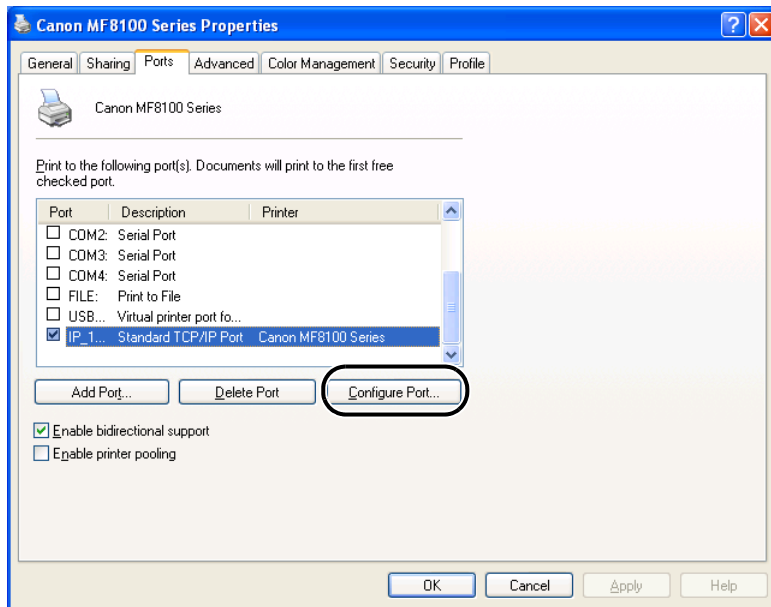 Canon MF8100 Series Properties
General Sharing Ports Advanced Color Management Security Profile
Canon MF8100 Series
Print to the following port(s). Documents will print to the first free
checked port.
Port Description Printer
COM2: Serial Port
COM3: Serial Port
COM4: Serial Port
FILE: Print to File
USB... Virtual printer port fo...
IP_1... Standard TCP/IP Port Canon MF8100 Series
Add Port... Delete Port Configure Port...
Enable bidirectional support
Enable printer pooling
OK Cancel Apply Help